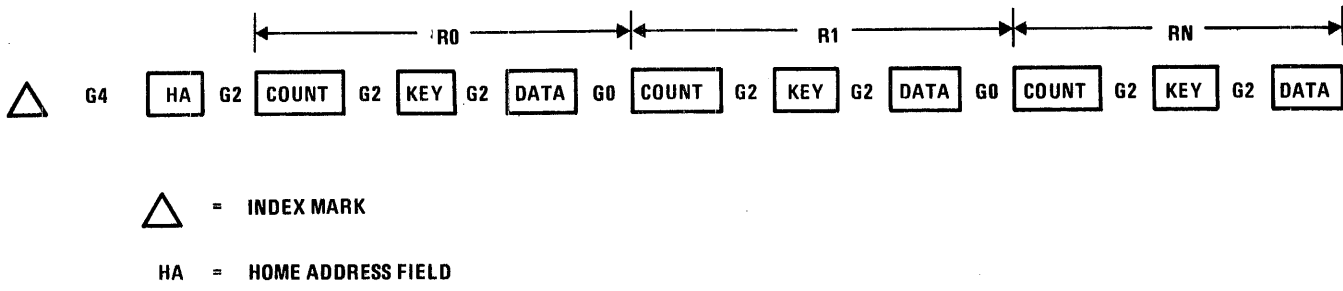 R0 R1 RN
G4 HA G2 COUNT G2 KEY G2 DATA G0 COUNT G2 KEY G2 DATA G0 COUNT G2 KEY G2 DATA
= INDEX MARK
HA = HOME ADDRESS FIELD